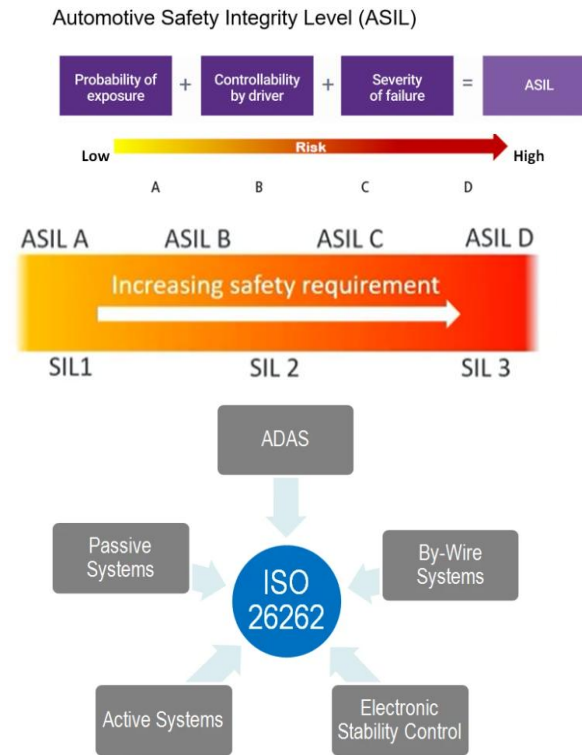 Automotive Safety Integrity Level (ASIL)
Probability of
exposure
+
Controllability
by driver
+
Severity
of failure
=
ASIL
Risk
Low
High
A B C D
ASIL A ASIL B ASIL C ASIL D
Increasing safety requirement
SIL1 SIL 2 SIL 3
ADAS
Passive
Systems
By-Wire
Systems
ISO
26262
Active Systems
Electronic
Stability Control